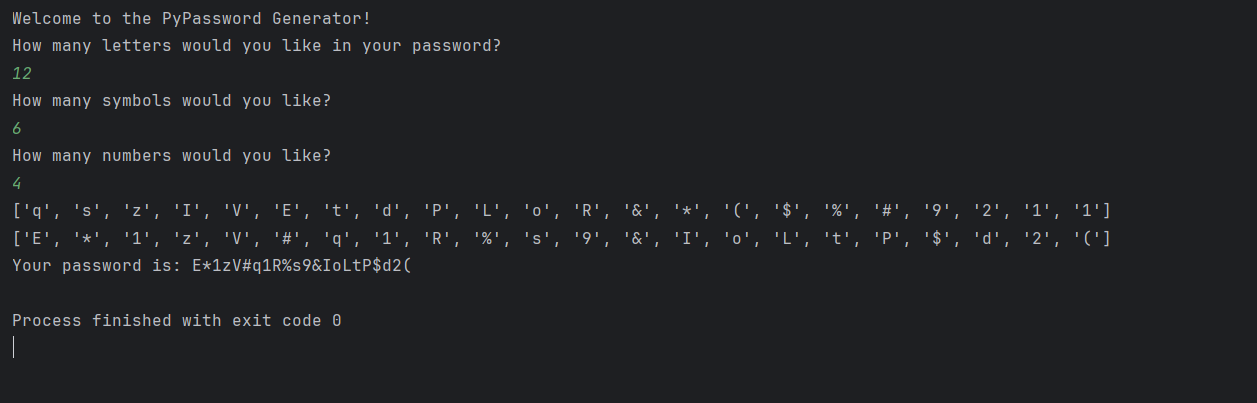 Welcome to the PyPassword Generator!
How many letters would you like in your password?
12
How many symbols would you like?
6
How many numbers would you like?
4
['q', 's', 'z', 'I', 'V', 'E', 't', 'd', 'P', 'L', 'o', 'R', '&', '*', '(', '$', '%', '#', '9', '2', '1', '1']
['E', '*', '1', 'z', 'V', '#', 'q', '1', 'R', '%', 's', '9', '&', 'I', 'o', 'L', 't', 'P', '$', 'd', '2', '(']
Your password is: E*1zV#q1R%s9&IoLtP$d2(
Process finished with exit code 0